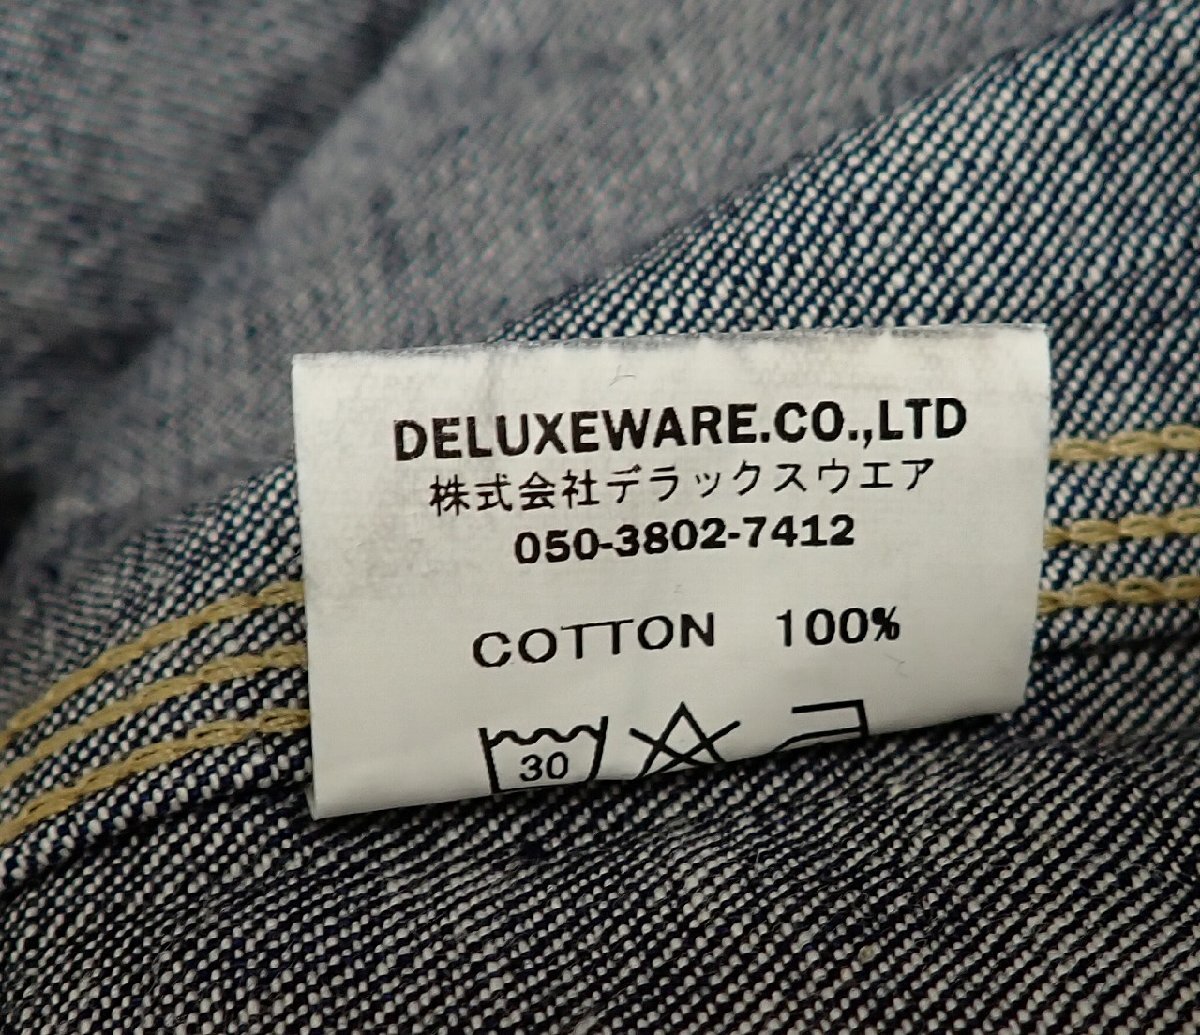 DELUXEWARE.CO.,LTD
株式会社デラックスウエア
050-3802-7412
COTTON 100%
30